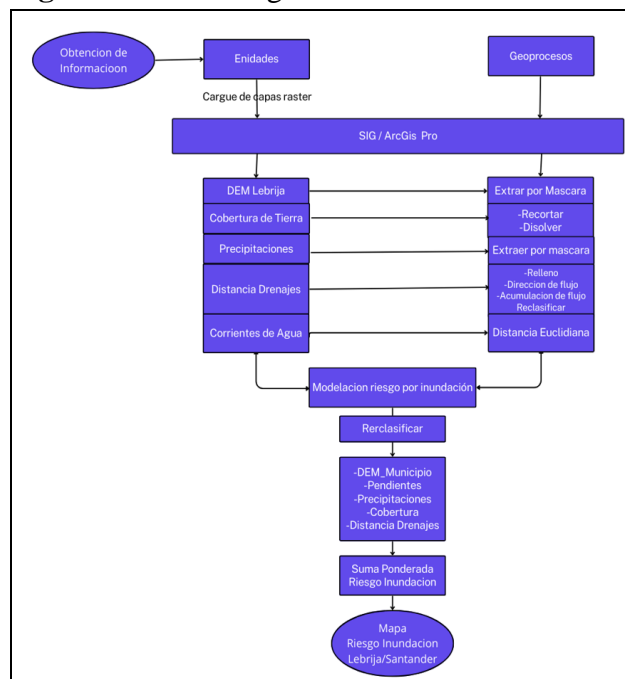 Obtencion de
Informacioon
Enidades
Geoprocesos
Cargue de capas raster
SIG / ArcGis Pro
DEM Lebrija
Extrar por Mascara
Cobertura de Tierra
-Recortar
-Disolver
Precipitaciones
Extraer por mascara
Distancia Drenajes
-Relleno
-Direccion de flujo
-Acumulacion de flujo
Reclasificar
Corrientes de Agua
Distancia Euclidiana
Modelacion riesgo por inundación
Rerclasificar
-DEM_Municipio
-Pendientes
-Precipitaciones
-Cobertura
-Distancia Drenajes
Suma Ponderada
Riesgo Inundacion
Mapa
Riesgo Inundacion
Lebrija/Santander